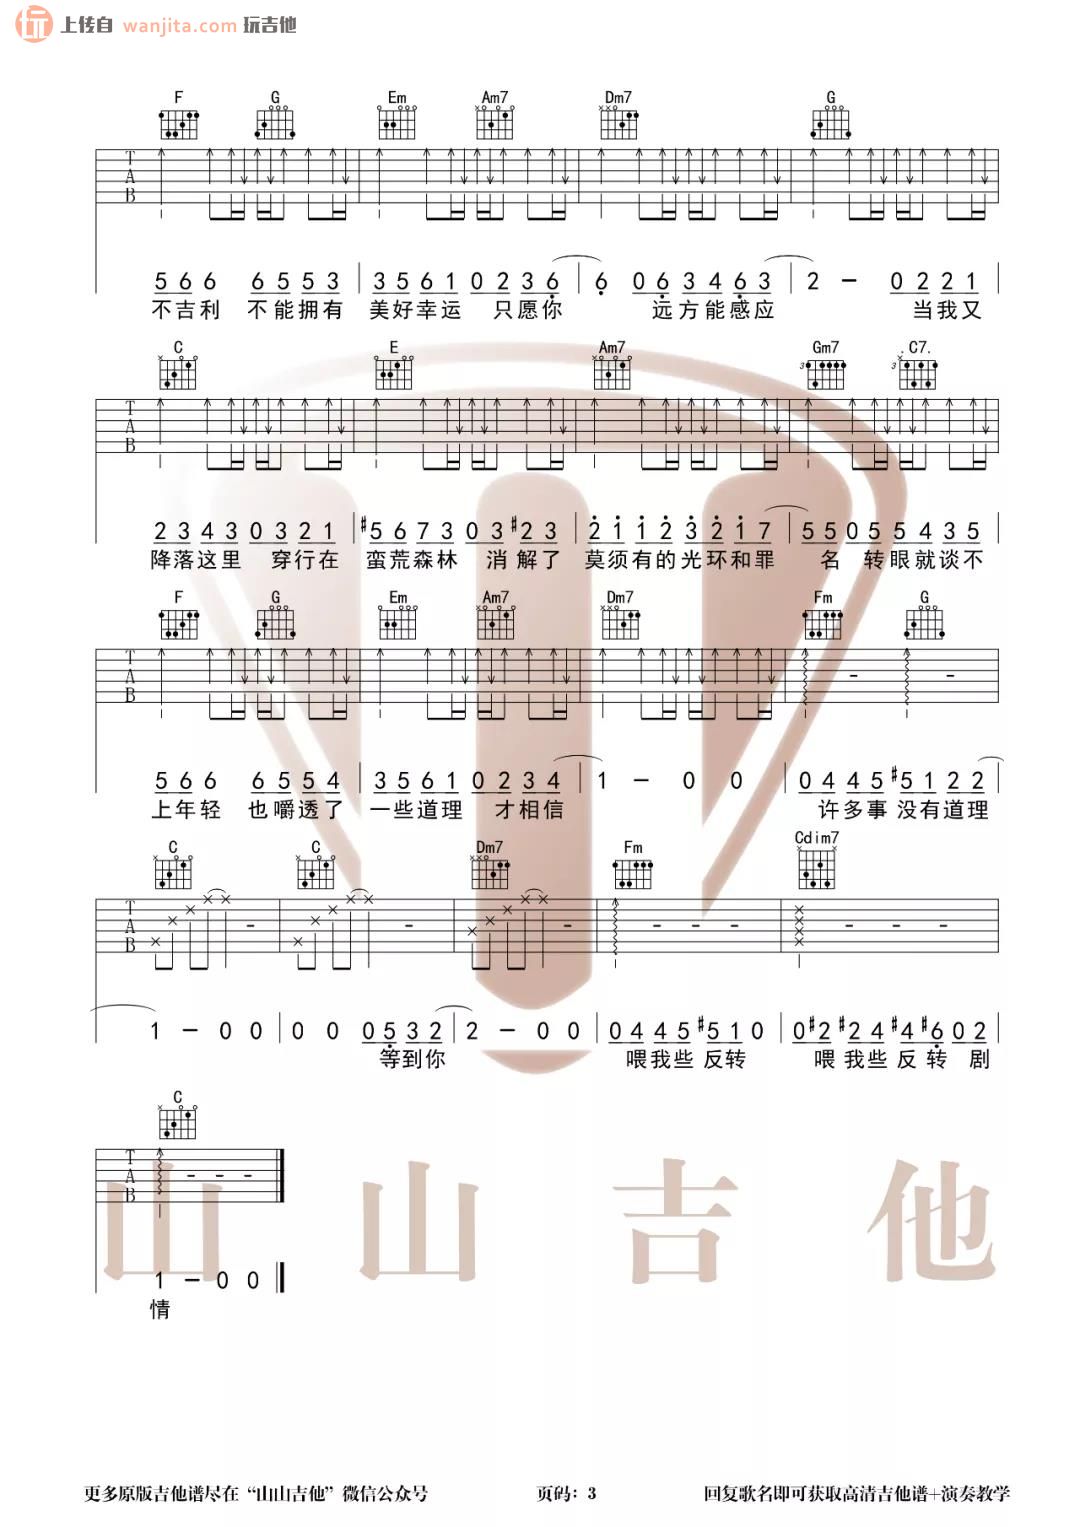 玩 上传自 wanjita.com 玩吉他
F G Em Am7 Dm7 G
T A B
5 6 6 6 5 5 3 3 5 6 1 0 2 3 6 6 0 6 3 4 6 3 2 - 0 2 2 1
不吉利 不能拥有 美好幸运 只愿你 远方能感应 当我又
C E Am7 Gm7 .C7.
3 3
T A B
2 3 4 3 0 3 2 1 #5 6 7 3 0 3 #2 3 2 1 1 2 3 2 1 7 5 5 0 5 5 4 3 5
降落这里 穿行在 蛮荒森林 消解了 莫须有的光环和罪 名 转眼就谈不
F G Em Am7 Dm7 Fm G
T A B
5 6 6 6 5 5 4 3 5 6 1 0 2 3 4 1 - 0 0 0 4 4 5 #5 1 2 2
上年轻 也嚼透了 一些道理 才相信 许多事 没有道理
C C Dm7 Fm Cdim7
T A B
1 - 0 0 0 0 0 5 3 2 2 - 0 0 0 4 4 5 #5 1 0 0 #2 #2 4 #4 #6 0 2
等到你 喂我些 反转 喂我些 反转 剧
C
T A B
1 - 0 0
情
山山吉他
更多原版吉他谱尽在“山山吉他”微信公众号 页码：3 回复歌名即可获取高清吉他谱+演奏教学